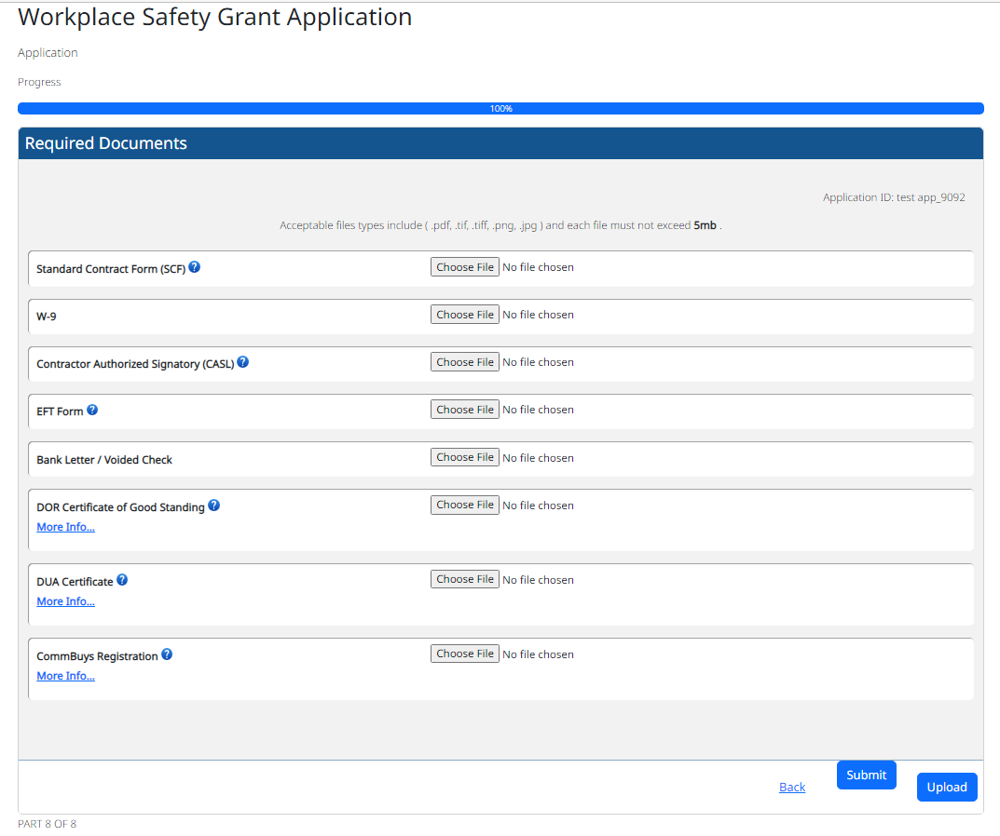 Workplace Safety Grant Application
Application
Progress
100%
Required Documents
Application ID: test app_9092
Acceptable files types include ( .pdf, .tif, .tiff, .png, .jpg ) and each file must not exceed 5mb .
Standard Contract Form (SCF) ? Choose File No file chosen
W-9 Choose File No file chosen
Contractor Authorized Signatory (CASL) ? Choose File No file chosen
EFT Form ? Choose File No file chosen
Bank Letter / Voided Check Choose File No file chosen
DOR Certificate of Good Standing ? Choose File No file chosen
More Info...
DUA Certificate ? Choose File No file chosen
More Info...
CommBuys Registration ? Choose File No file chosen
More Info...
Back Submit Upload
PART 8 OF 8